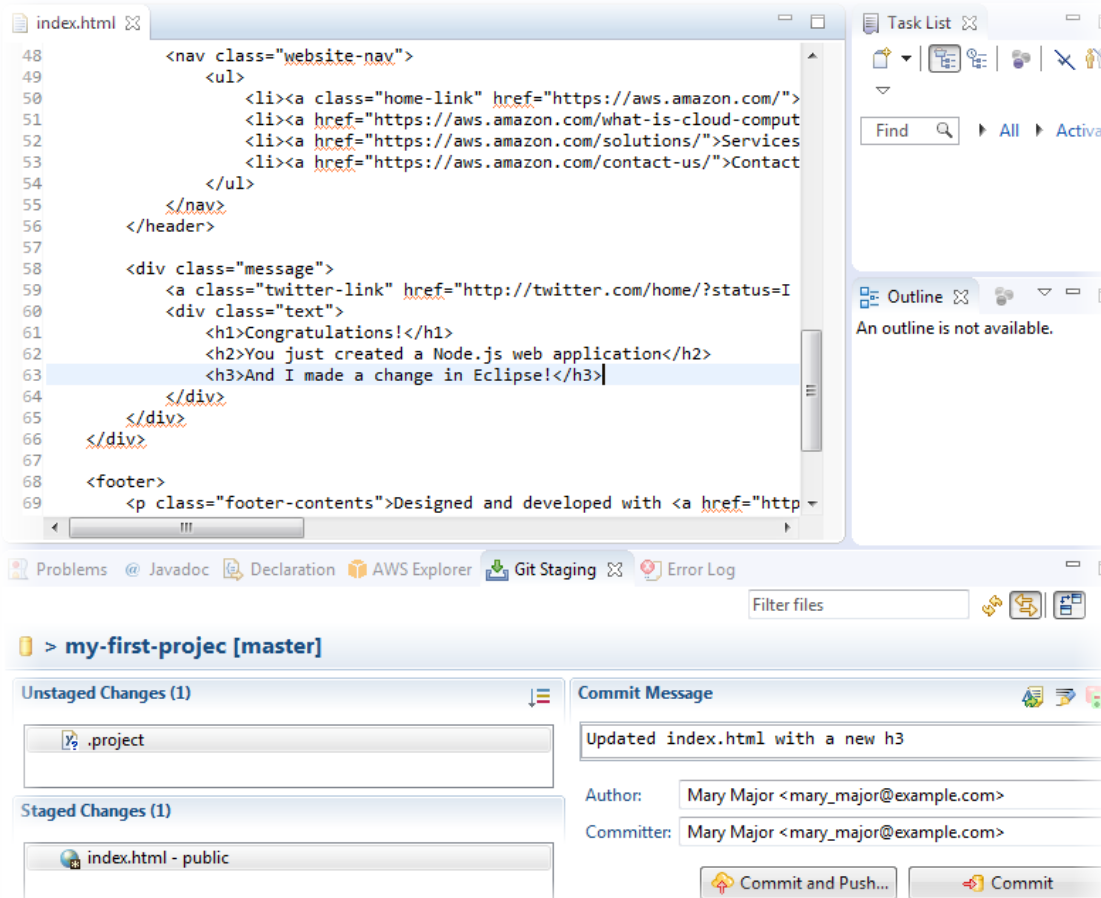 index.html
Task List
48 <nav class="website-nav">
49 <ul>
50 <li><a class="home-link" href="https://aws.amazon.com/">
51 <li><a href="https://aws.amazon.com/what-is-cloud-comput
52 <li><a href="https://aws.amazon.com/solutions/">Services
53 <li><a href="https://aws.amazon.com/contact-us/">Contact
54 </ul>
55 </nav>
56 </header>
57
58 <div class="message">
59 <a class="twitter-link" href="http://twitter.com/home/?status=I
60 <div class="text">
61 <h1>Congratulations!</h1>
62 <h2>You just created a Node.js web application</h2>
63 <h3>And I made a change in Eclipse!</h3>
64 </div>
65 </div>
66 </div>
67
68 <footer>
69 <p class="footer-contents">Designed and developed with <a href="http
Find All Activa
Outline
An outline is not available.
Problems @ Javadoc Declaration AWS Explorer Git Staging Error Log
Filter files
> my-first-projec [master]
Unstaged Changes (1)
.project
Staged Changes (1)
index.html - public
Commit Message
Updated index.html with a new h3
Author: Mary Major <mary_major@example.com>
Committer: Mary Major <mary_major@example.com>
Commit and Push... Commit